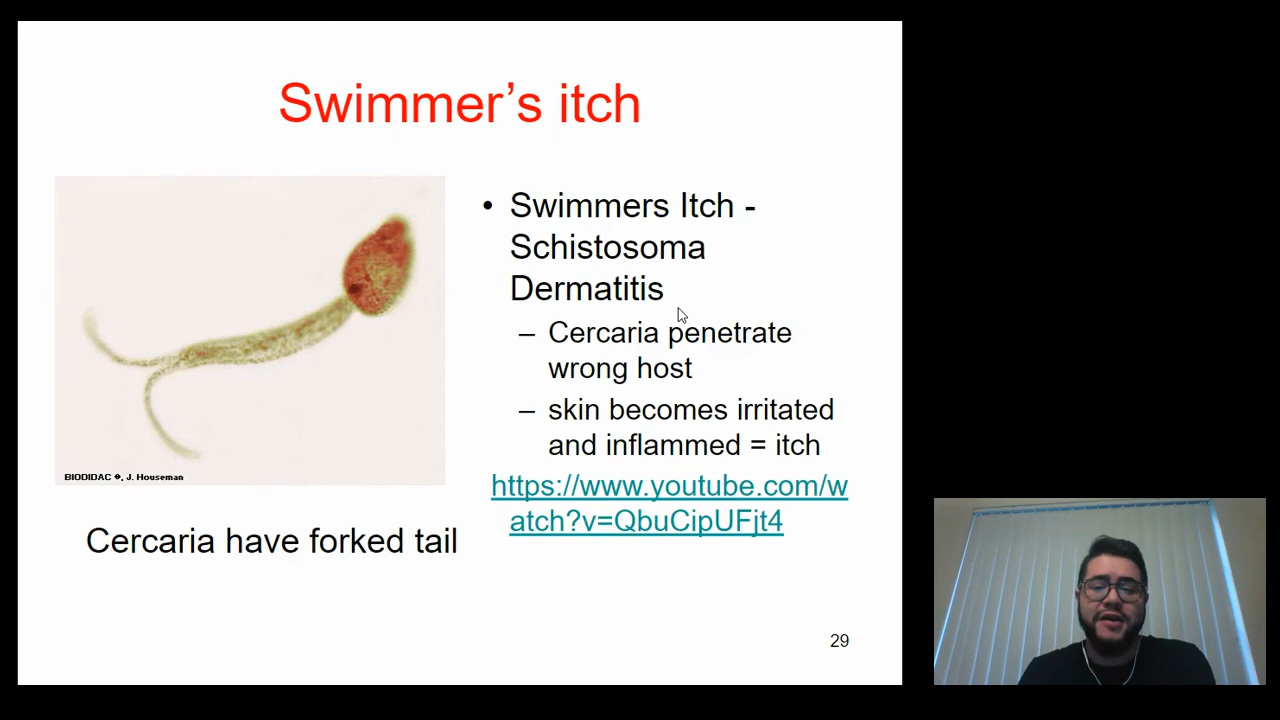 Swimmer’s itch
• Swimmers Itch -
Schistosoma
Dermatitis
– Cercaria penetrate
wrong host
– skin becomes irritated
and inflammed = itch
https://www.youtube.com/w
atch?v=QbuCipUFjt4
BIODIDAC �, J. Houseman
Cercaria have forked tail
29